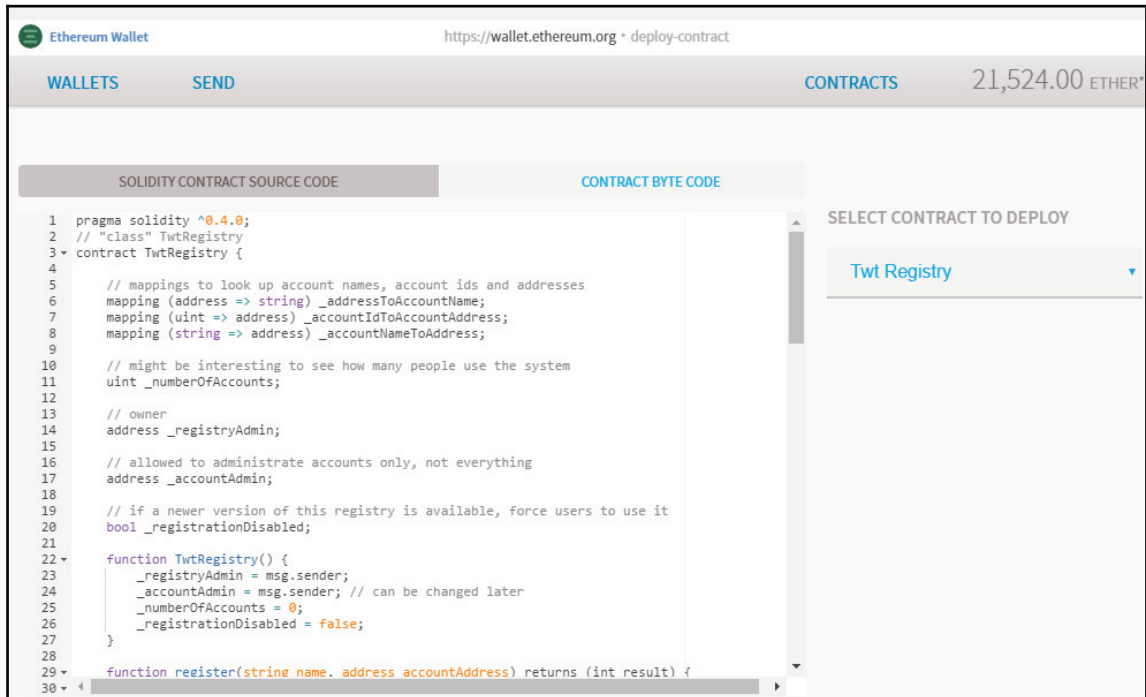 Ethereum Wallet
https://wallet.ethereum.org ‣ deploy-contract
WALLETS SEND CONTRACTS 21,524.00 ETHER*
SOLIDITY CONTRACT SOURCE CODE CONTRACT BYTE CODE
SELECT CONTRACT TO DEPLOY
Twt Registry
1 pragma solidity ^0.4.0;
2 // "class" TwtRegistry
3 contract TwtRegistry {
4
5 // mappings to look up account names, account ids and addresses
6 mapping (address => string) _addressToAccountName;
7 mapping (uint => address) _accountIdToAccountAddress;
8 mapping (string => address) _accountNameToAddress;
9
10 // might be interesting to see how many people use the system
11 uint _numberOfAccounts;
12
13 // owner
14 address _registryAdmin;
15
16 // allowed to administrate accounts only, not everything
17 address _accountAdmin;
18
19 // if a newer version of this registry is available, force users to use it
20 bool _registrationDisabled;
21
22 function TwtRegistry() {
23 _registryAdmin = msg.sender;
24 _accountAdmin = msg.sender; // can be changed later
25 _numberOfAccounts = 0;
26 _registrationDisabled = false;
27 }
28
29 function register(string name, address accountAddress) returns (int result) {
30